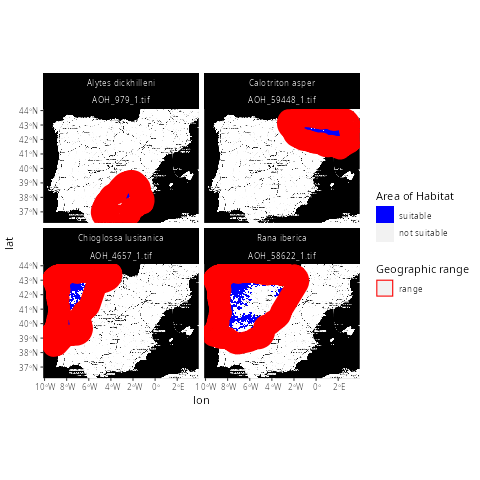 Alytes dickhilleni
Calotriton asper
AOH_979_1.tif
AOH_59448_1.tif
44°N
43°N
42°N
41°N
40°N
39°N
38°N
37°N
Chioglossa lusitanica
Rana iberica
AOH_4657_1.tif
AOH_58622_1.tif
44°N
43°N
42°N
41°N
40°N
39°N
38°N
37°N
10°W 8°W 6°W 4°W 2°W 0° 2°E
10°W 8°W 6°W 4°W 2°W 0° 2°E
lon
lat
Area of Habitat
suitable
not suitable
Geographic range
range